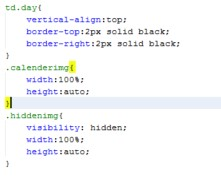 td.day{
vertical-align:top;
border-top:2px solid black;
border-right:2px solid black;
}
.calenderimg{
width:100%;
height:auto;
}
.hiddenimg{
visibility: hidden;
width:100%;
height:auto;
}